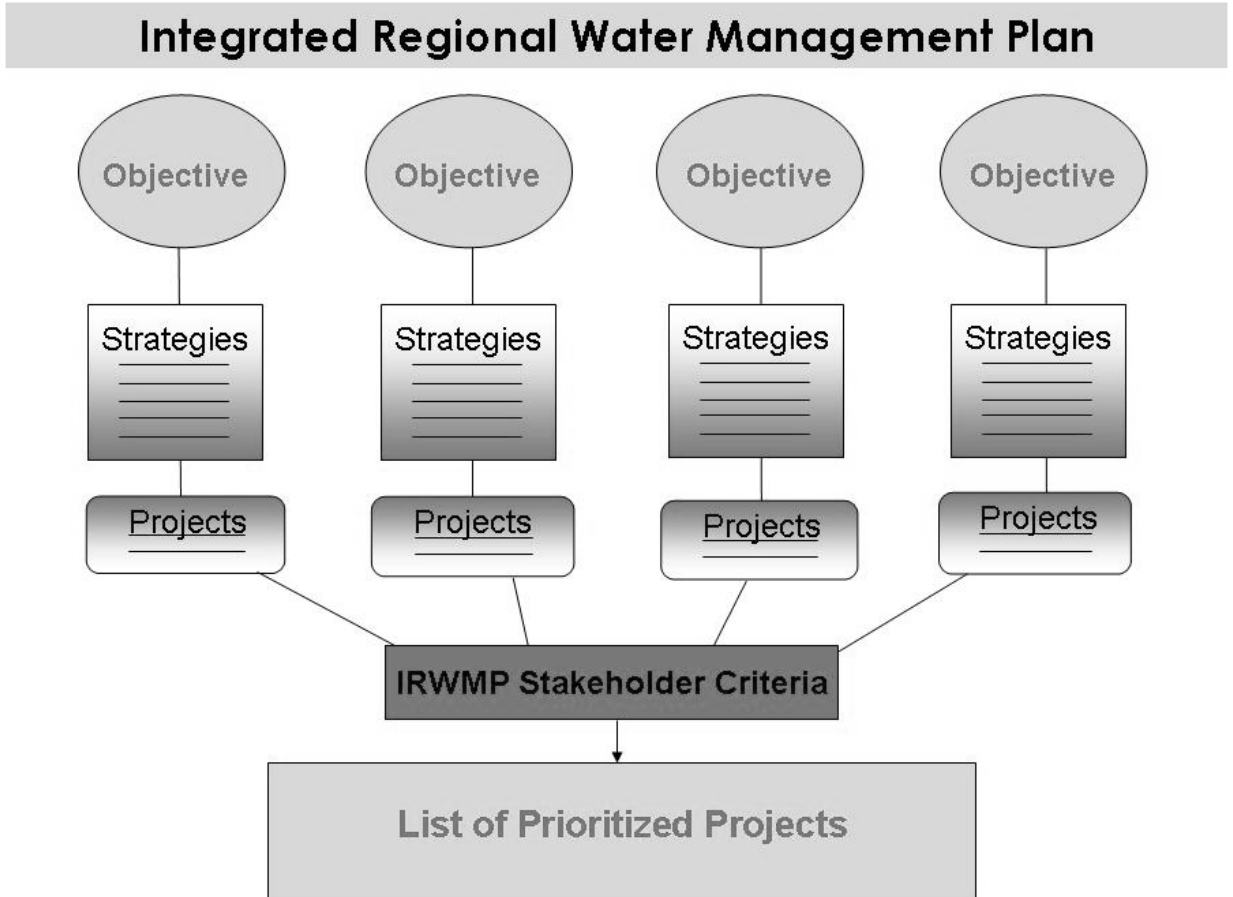 Integrated Regional Water Management Plan
Objective
Objective
Objective
Objective
Strategies
Strategies
Strategies
Strategies
Projects
Projects
Projects
Projects
IRWMP Stakeholder Criteria
List of Prioritized Projects